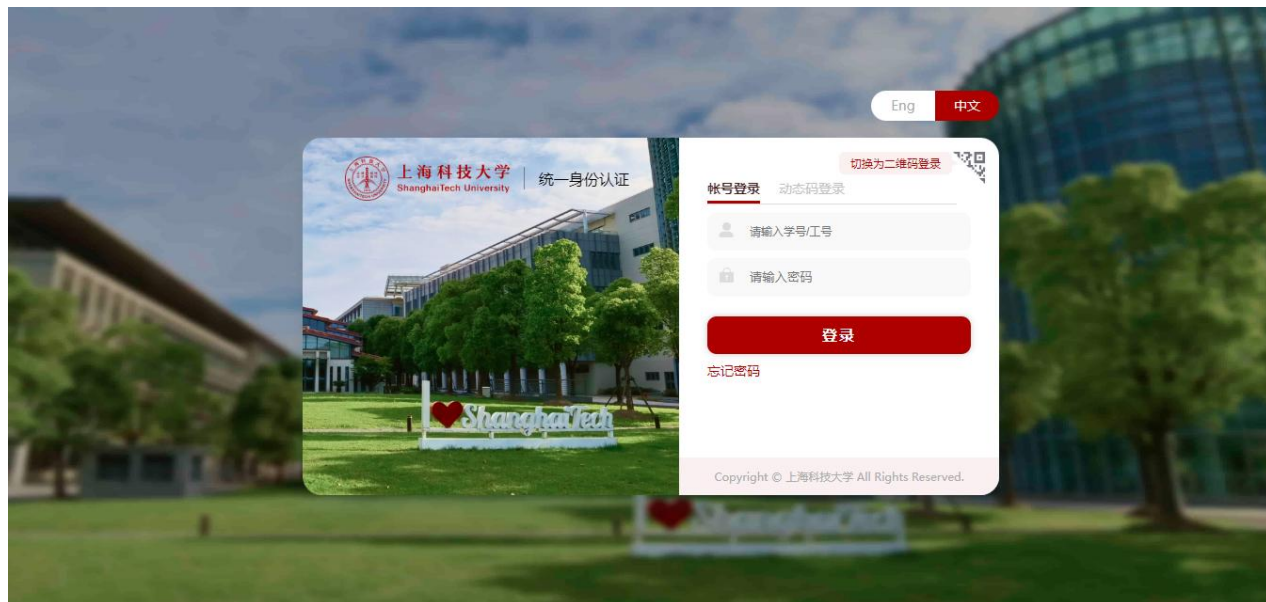 Eng
中文
上海科技大学
ShanghaiTech University
统一身份认证
切换为二维码登录
帐号登录
动态码登录
请输入学号/工号
请输入密码
登录
忘记密码
I ShanghaiTech
Copyright © 上海科技大学 All Rights Reserved.
ShanghaiTech